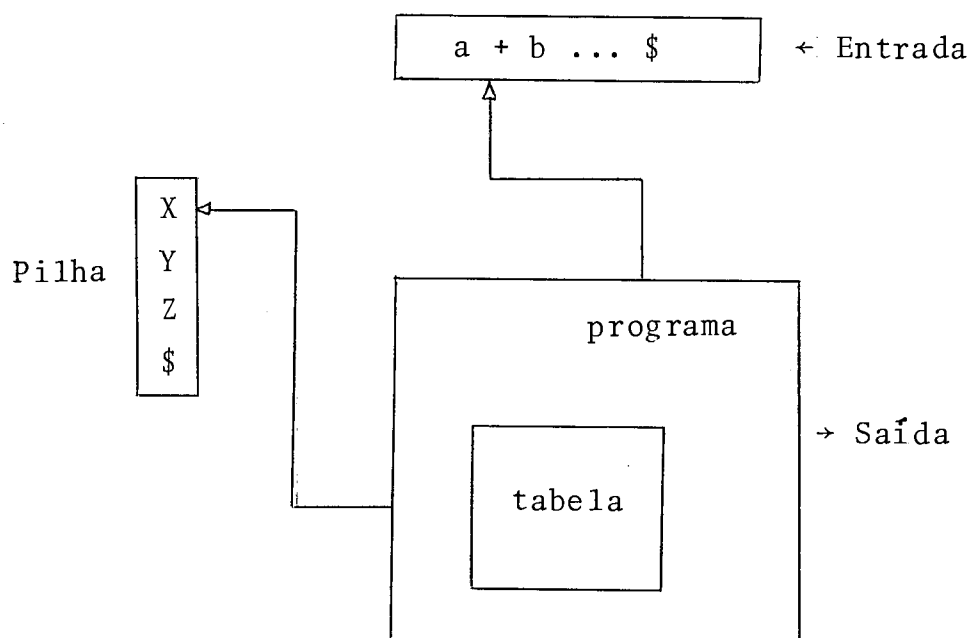 a + b ... $ ← Entrada
Pilha
X
Y
Z
$
programa
→ Saída
tabela